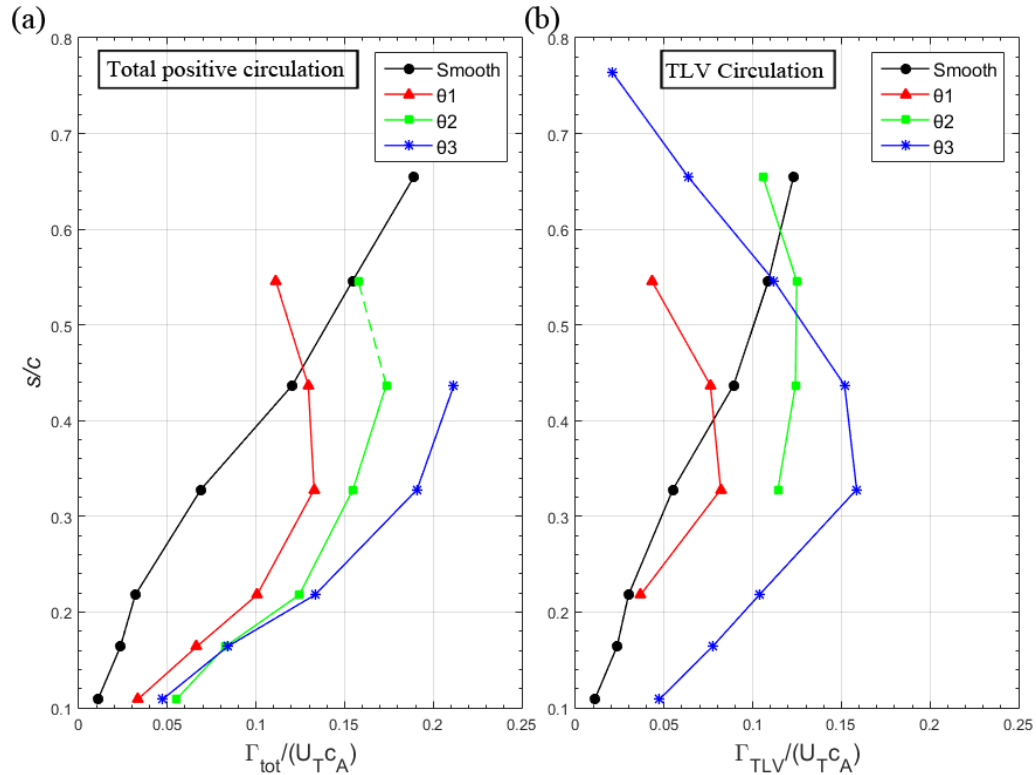 (a)
Total positive circulation
Smooth
θ1
θ2
θ3
0.8
0.7
0.6
0.5
0.4
0.3
0.2
0.1
s/c
0 0.05 0.1 0.15 0.2 0.25
Γtot/(UTcA)
(b)
TLV Circulation
Smooth
θ1
θ2
θ3
0.8
0.7
0.6
0.5
0.4
0.3
0.2
0.1
0 0.05 0.1 0.15 0.2 0.25
ΓTLV/(UTcA)